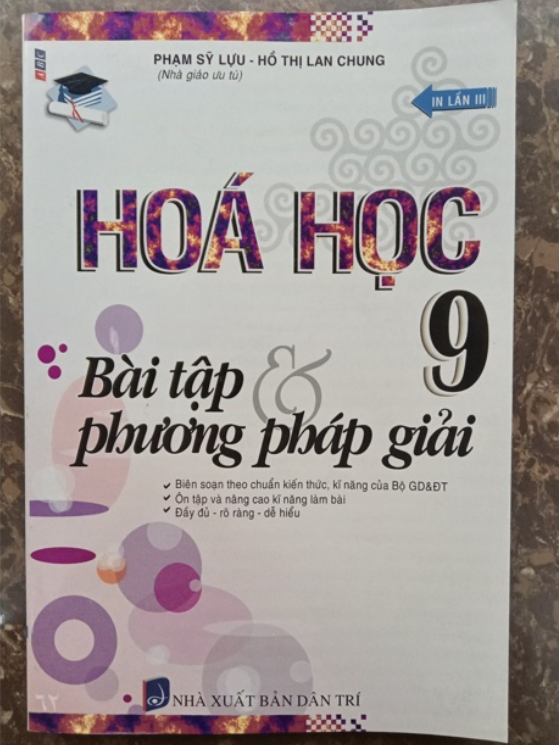 ABC
PHẠM SỸ LỰU - HỒ THỊ LAN CHUNG
(Nhà giáo ưu tú)
IN LẦN III
HOÁ HỌC
9
Bài tập &
phương pháp giải
Biên soạn theo chuẩn kiến thức, kĩ năng của Bộ GD&ĐT
Ôn tập và nâng cao kĩ năng làm bài
Đầy đủ - rõ ràng - dễ hiểu
NHÀ XUẤT BẢN DÂN TRÍ